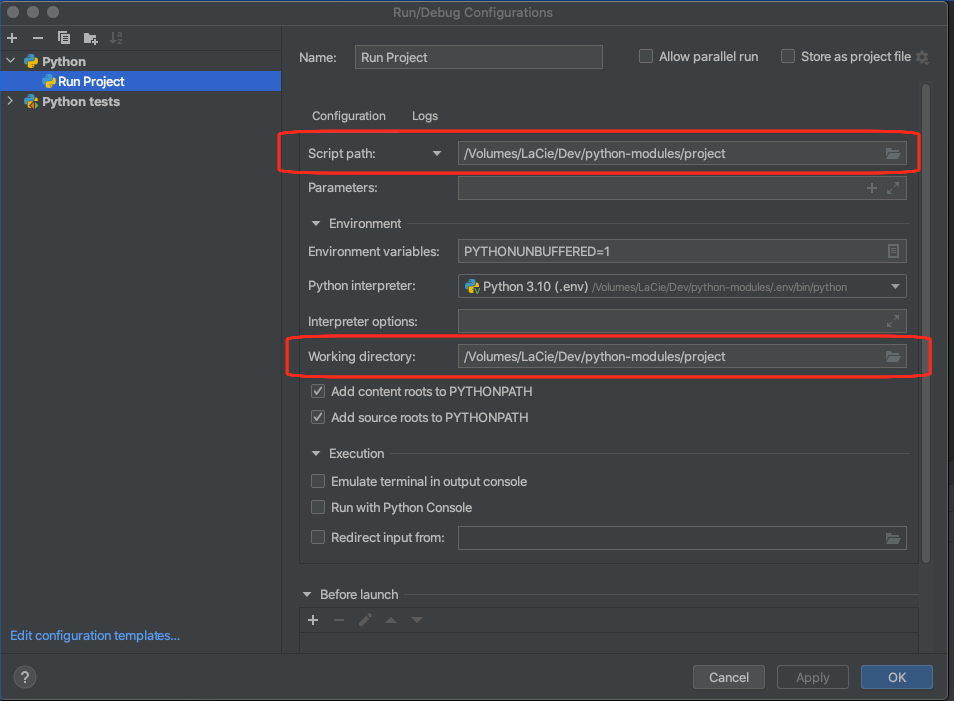 Run/Debug Configurations
Python
Run Project
Python tests
Name:
Run Project
Allow parallel run
Store as project file
Configuration
Logs
Script path:
/Volumes/LaCie/Dev/python-modules/project
Parameters:
Environment
Environment variables:
PYTHONUNBUFFERED=1
Python interpreter:
Python 3.10 (.env) /Volumes/LaCie/Dev/python-modules/.env/bin/python
Interpreter options:
Working directory:
/Volumes/LaCie/Dev/python-modules/project
Add content roots to PYTHONPATH
Add source roots to PYTHONPATH
Execution
Emulate terminal in output console
Run with Python Console
Redirect input from:
Before launch
Edit configuration templates...
?
Cancel
Apply
OK